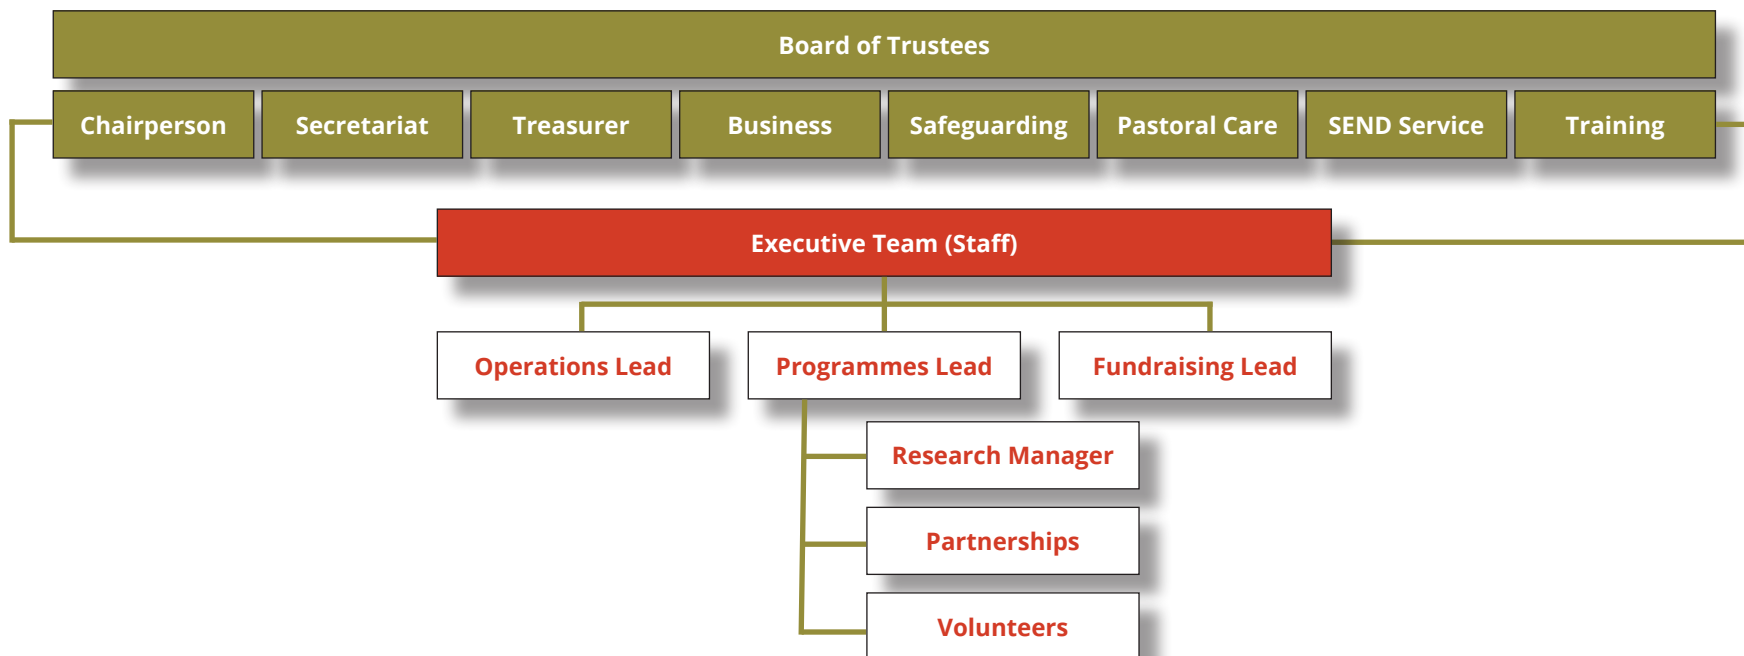 Board of Trustees
Chairperson
Secretariat
Treasurer
Business
Safeguarding
Pastoral Care
SEND Service
Training
Executive Team (Staff)
Operations Lead
Programmes Lead
Fundraising Lead
Research Manager
Partnerships
Volunteers